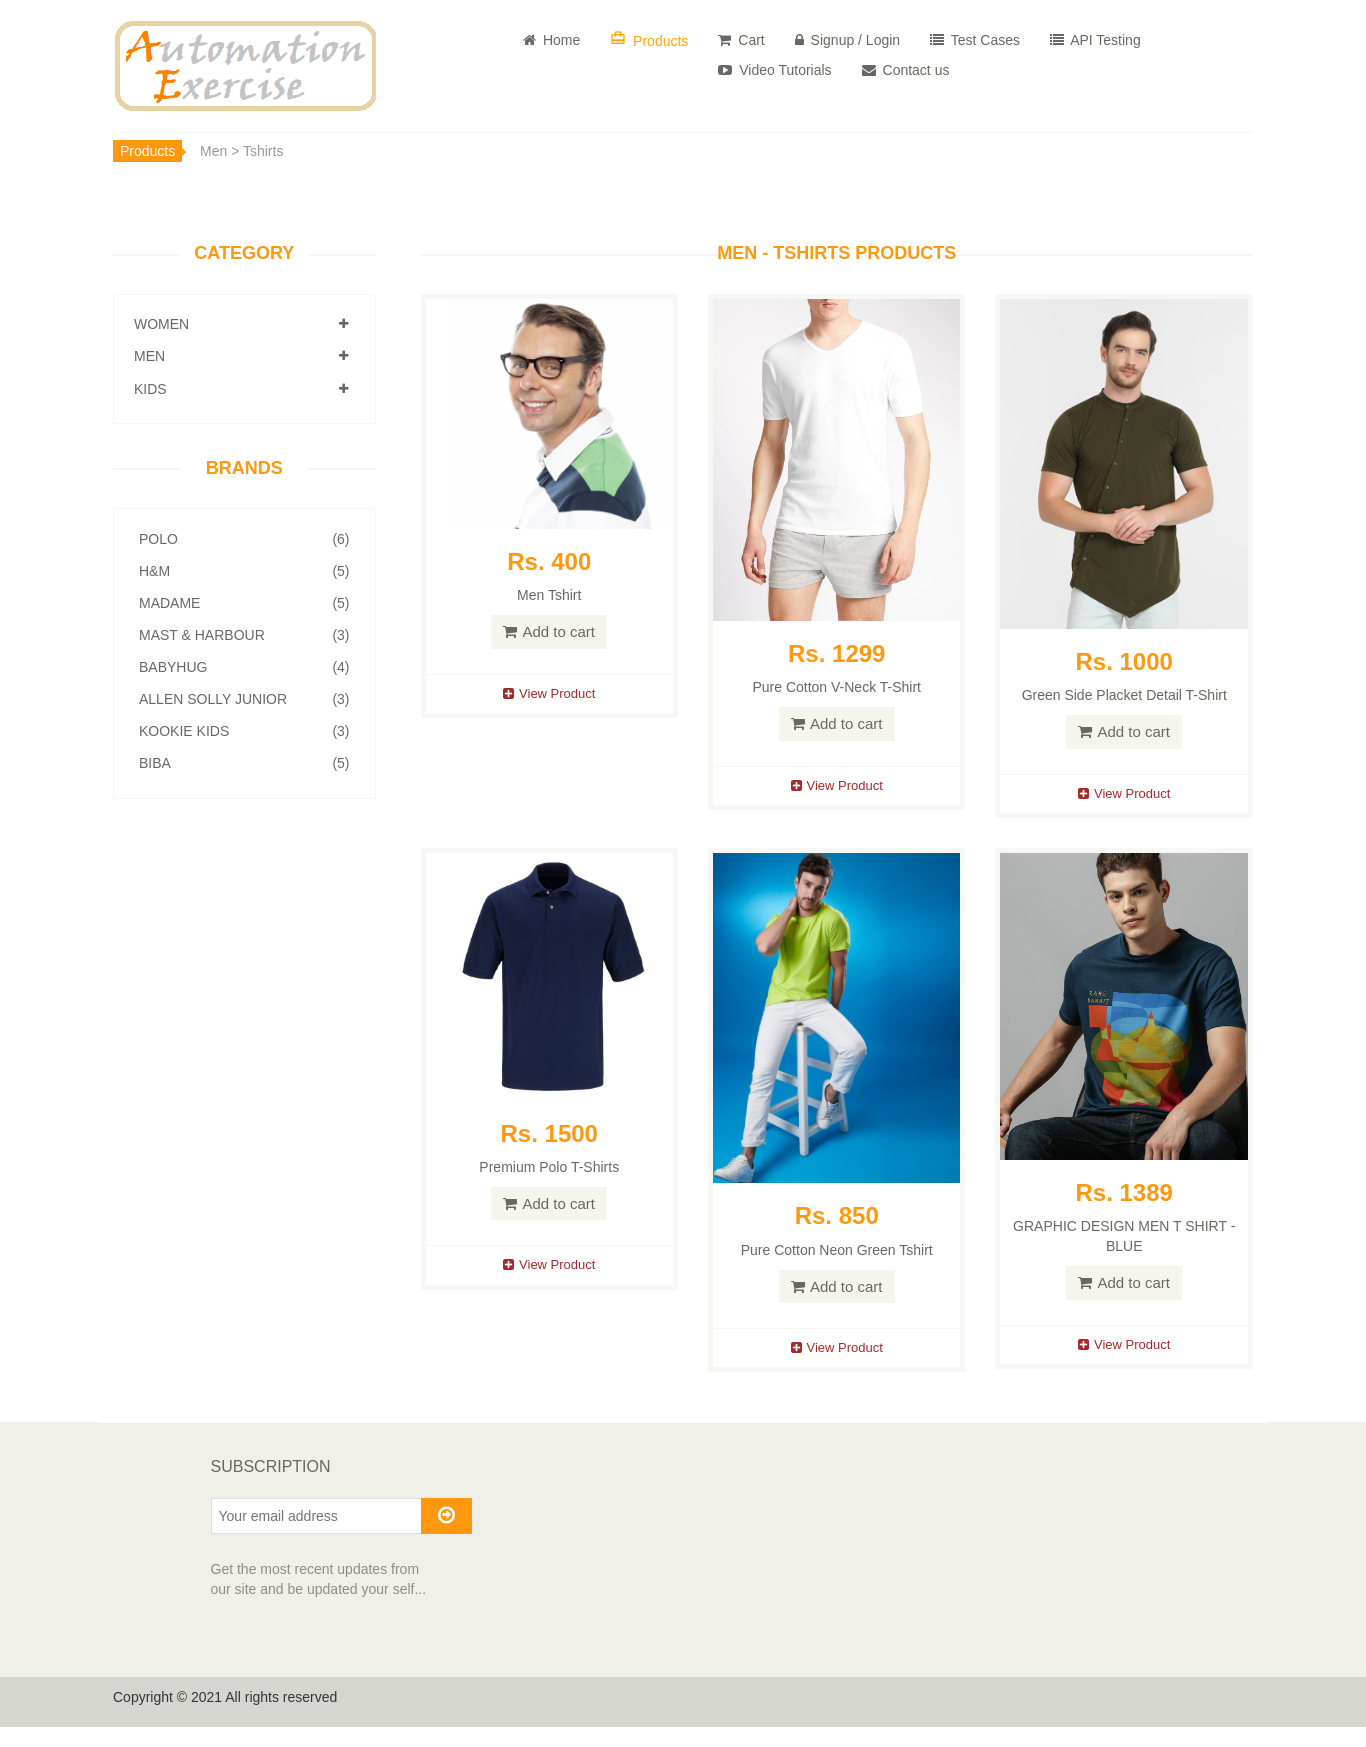 Automation
Exercise
Home
Products
Cart
Signup / Login
Test Cases
API Testing
Video Tutorials
Contact us
Products
Men > Tshirts
CATEGORY
WOMEN
MEN
KIDS
BRANDS
POLO (6)
H&M (5)
MADAME (5)
MAST & HARBOUR (3)
BABYHUG (4)
ALLEN SOLLY JUNIOR (3)
KOOKIE KIDS (3)
BIBA (5)
MEN - TSHIRTS PRODUCTS
Rs. 400
Men Tshirt
Add to cart
View Product
Rs. 1299
Pure Cotton V-Neck T-Shirt
Add to cart
View Product
Rs. 1000
Green Side Placket Detail T-Shirt
Add to cart
View Product
Rs. 1500
Premium Polo T-Shirts
Add to cart
View Product
Rs. 850
Pure Cotton Neon Green Tshirt
Add to cart
View Product
RARE
RABBIT
Rs. 1389
GRAPHIC DESIGN MEN T SHIRT -
BLUE
Add to cart
View Product
SUBSCRIPTION
Your email address
Get the most recent updates from
our site and be updated your self...
Copyright © 2021 All rights reserved